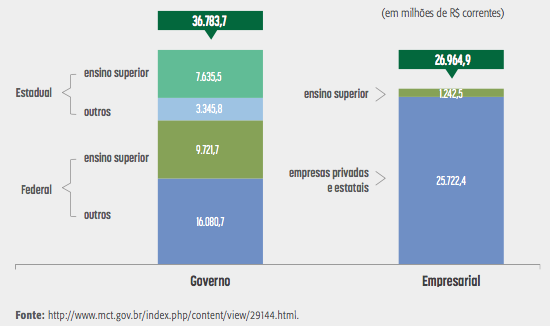 (em milhões de R$ correntes)
36.783,7
26.964,9
Estadual
ensino superior
7.635,5
outros
3.345,8
Federal
ensino superior
9.721,7
outros
16.080,7
ensino superior
1.242,5
empresas privadas
e estatais
25.722,4
Governo
Empresarial
Fonte: http://www.mct.gov.br/index.php/content/view/29144.html.